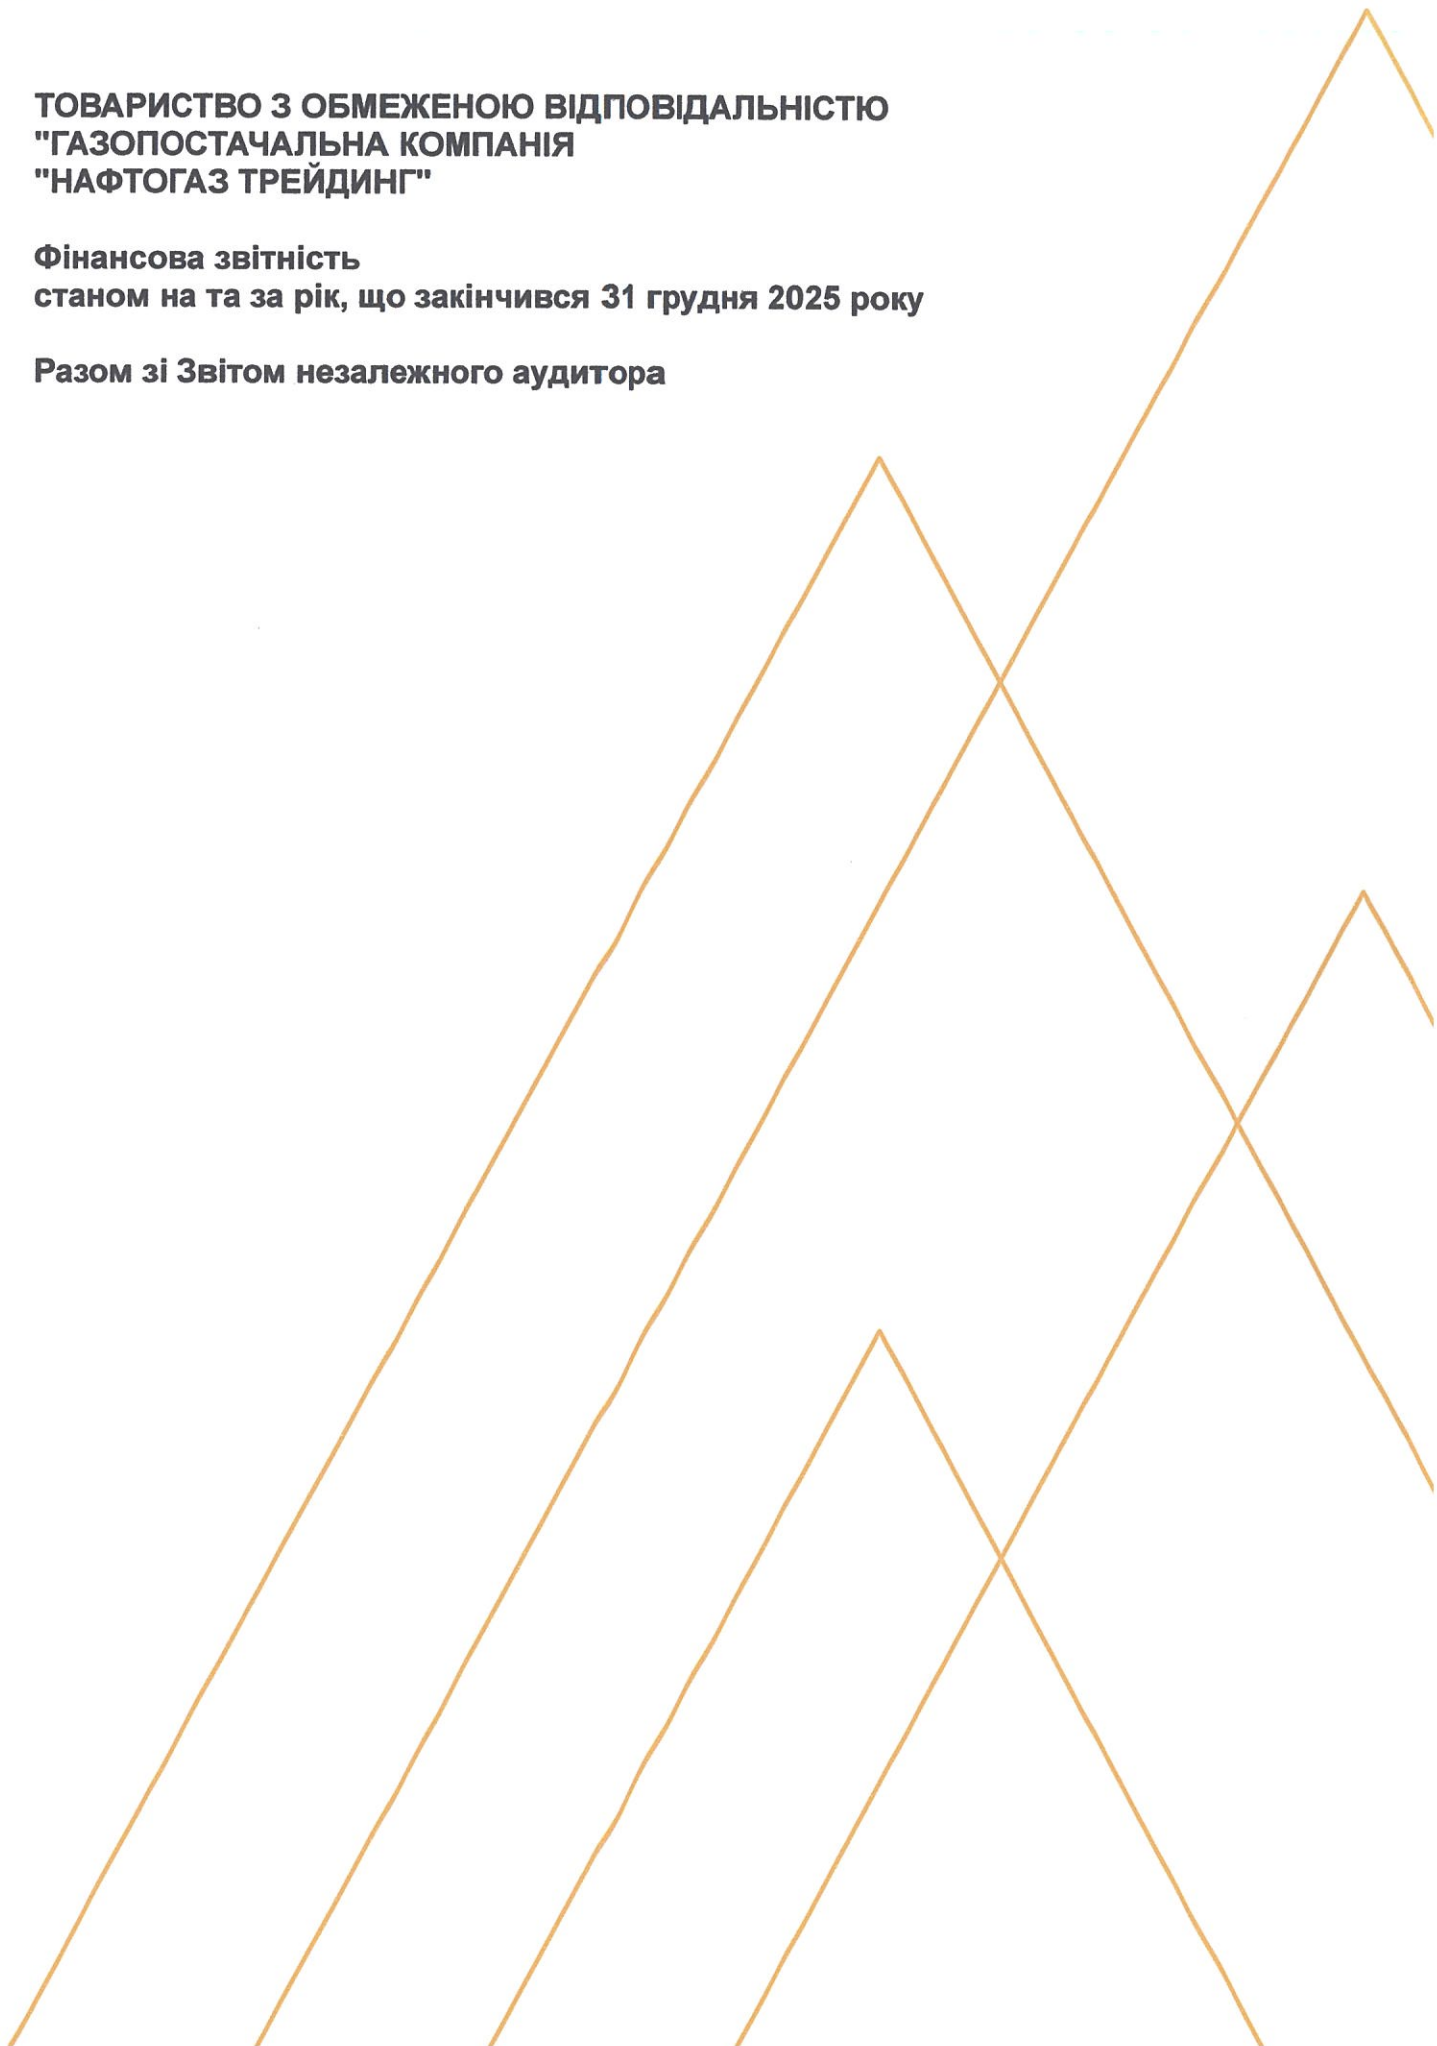 ТОВАРИСТВО З ОБМЕЖЕНОЮ ВІДПОВІДАЛЬНІСТЮ
"ГАЗОПОСТАЧАЛЬНА КОМПАНІЯ
"НАФТОГАЗ ТРЕЙДИНГ"
Фінансова звітність
станом на та за рік, що закінчився 31 грудня 2025 року
Разом зі Звітом незалежного аудитора